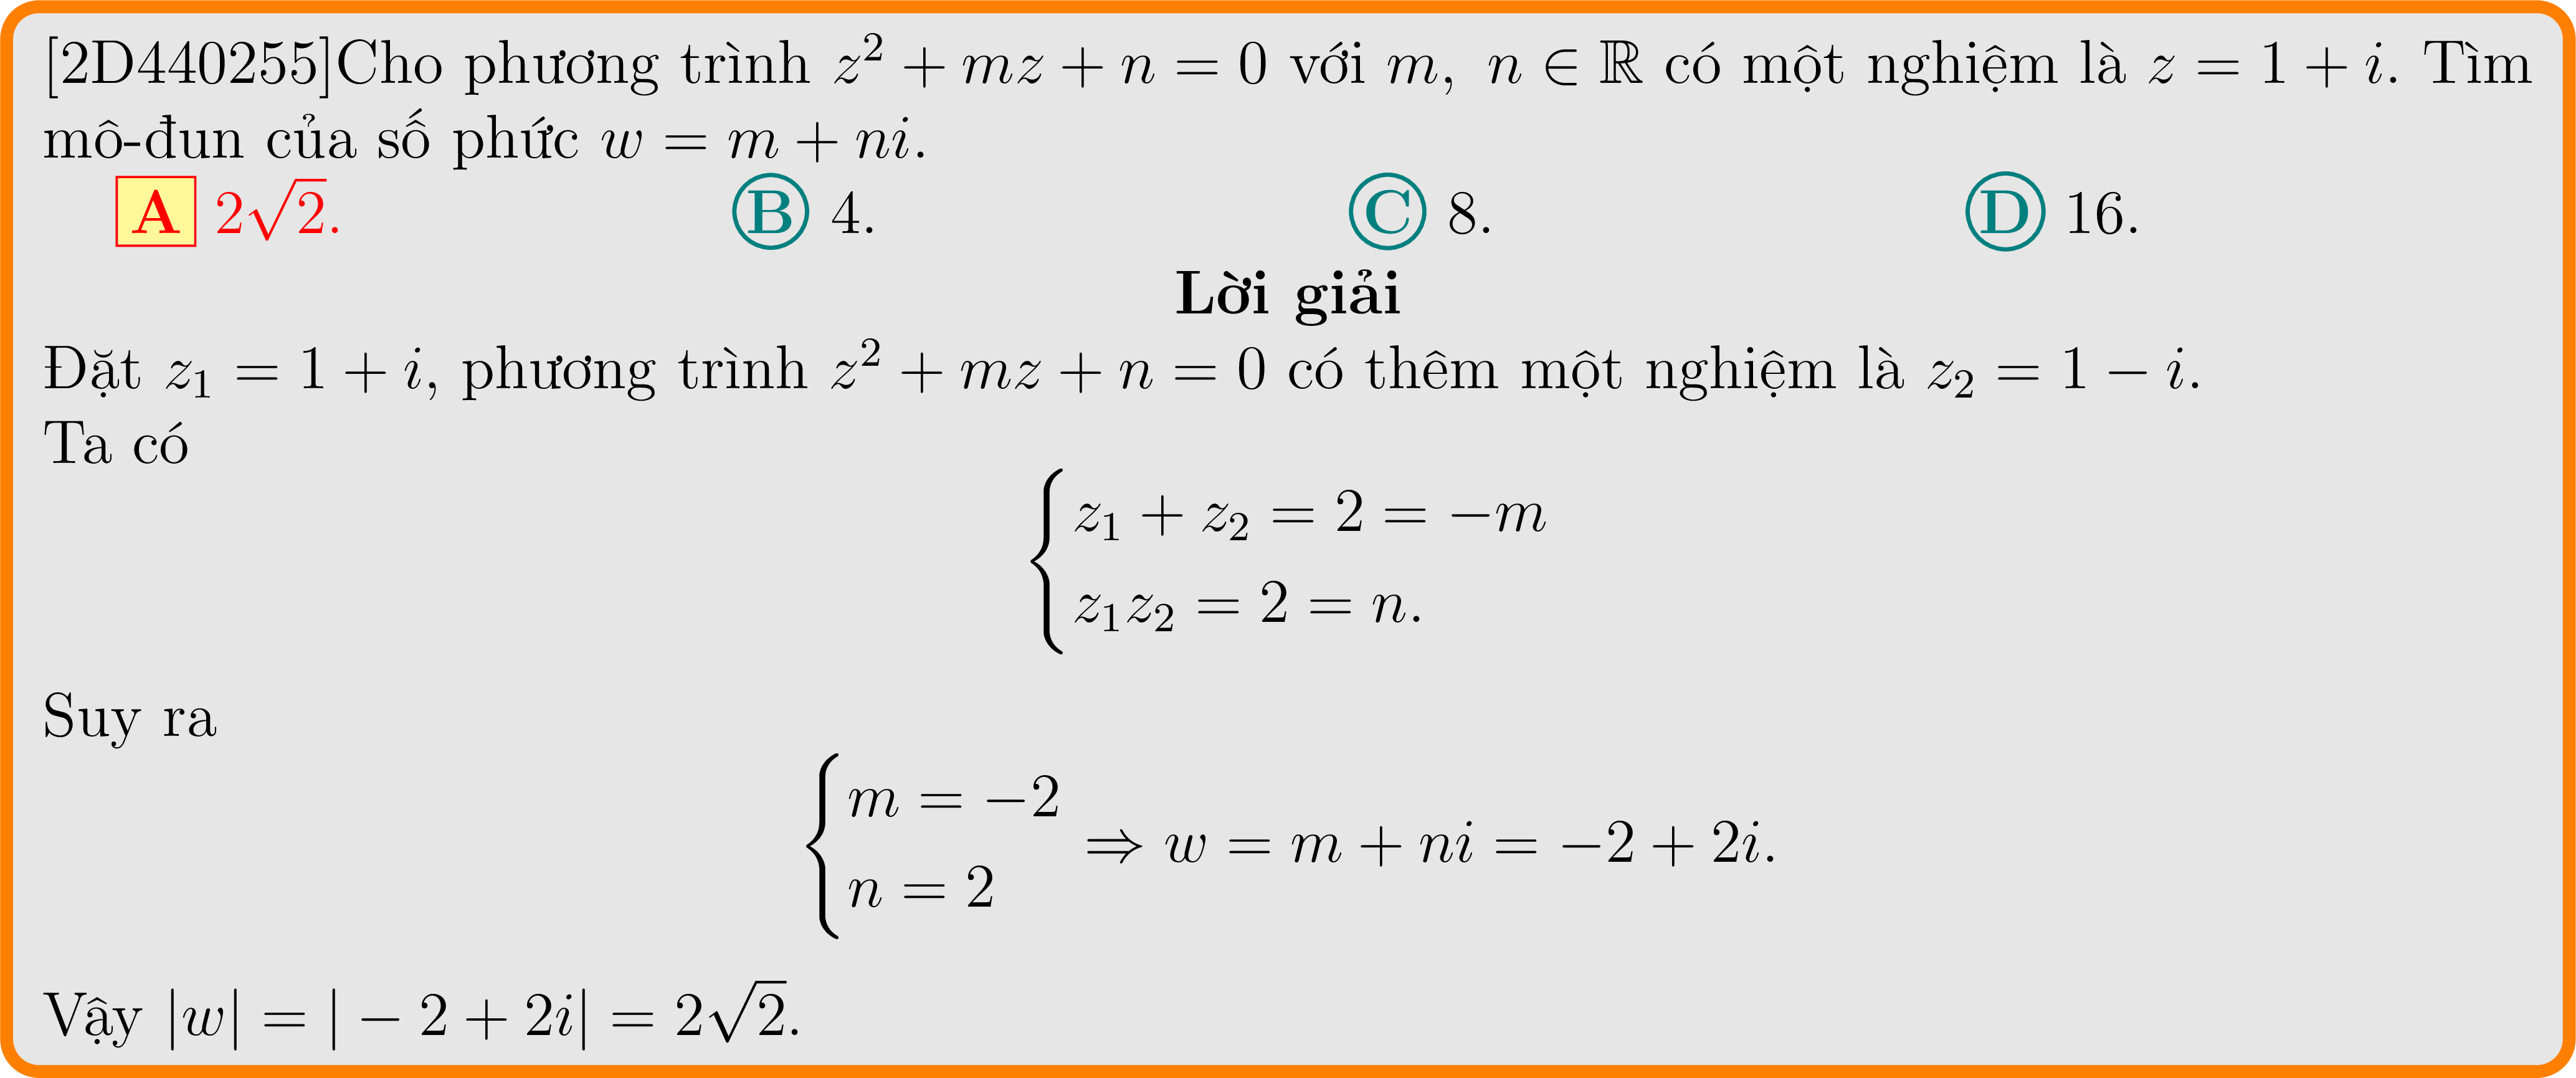 [2D440255]Cho phương trình $z^2 + mz + n = 0$ với $m,\ n \in \mathbb{R}$ có một nghiệm là $z = 1 + i$. Tìm
mô-đun của số phức $w = m + ni$.
A $2\sqrt{2}$. B 4. C 8. D 16.
Lời giải
Đặt $z_1 = 1 + i$, phương trình $z^2 + mz + n = 0$ có thêm một nghiệm là $z_2 = 1 - i$.
Ta có
$\begin{cases} z_1 + z_2 = 2 = -m \\ z_1 z_2 = 2 = n. \end{cases}$
Suy ra
$\begin{cases} m = -2 \\ n = 2 \end{cases} \Rightarrow w = m + ni = -2 + 2i.$
Vậy $|w| = |-2 + 2i| = 2\sqrt{2}$.